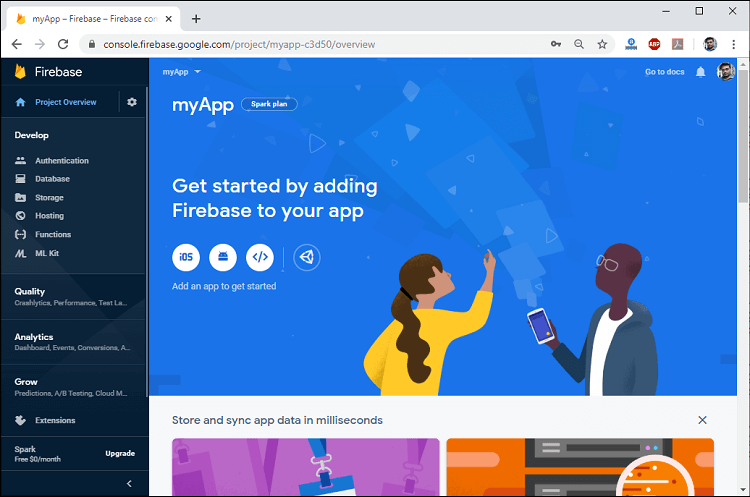 myApp – Firebase – Firebase con
console.firebase.google.com/project/myapp-c3d50/overview
ABP
Firebase
Project Overview
Develop
Authentication
Database
Storage
Hosting
Functions
ML Kit
Quality
Crashlytics, Performance, Test La...
Analytics
Dashboard, Events, Conversions, A...
Grow
Predictions, A/B Testing, Cloud M...
Extensions
Spark
Free $0/month
Upgrade
myApp
Go to docs
myApp
Spark plan
Get started by adding
Firebase to your app
iOS
</>
Add an app to get started
Store and sync app data in milliseconds